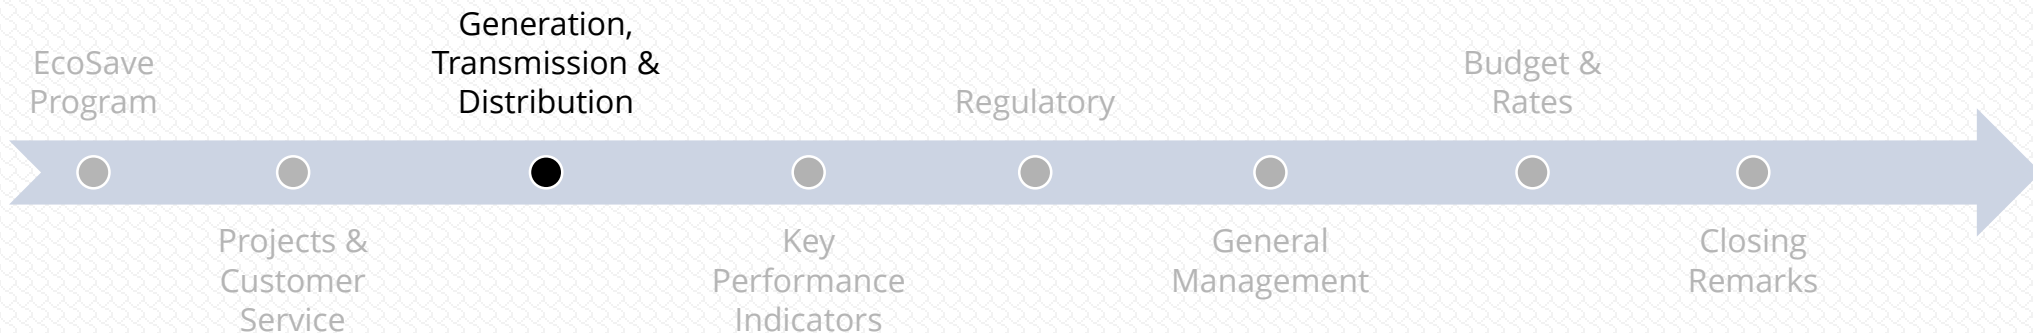 EcoSave
Program
Projects &
Customer
Service
Generation,
Transmission &
Distribution
Key
Performance
Indicators
Regulatory
General
Management
Budget &
Rates
Closing
Remarks